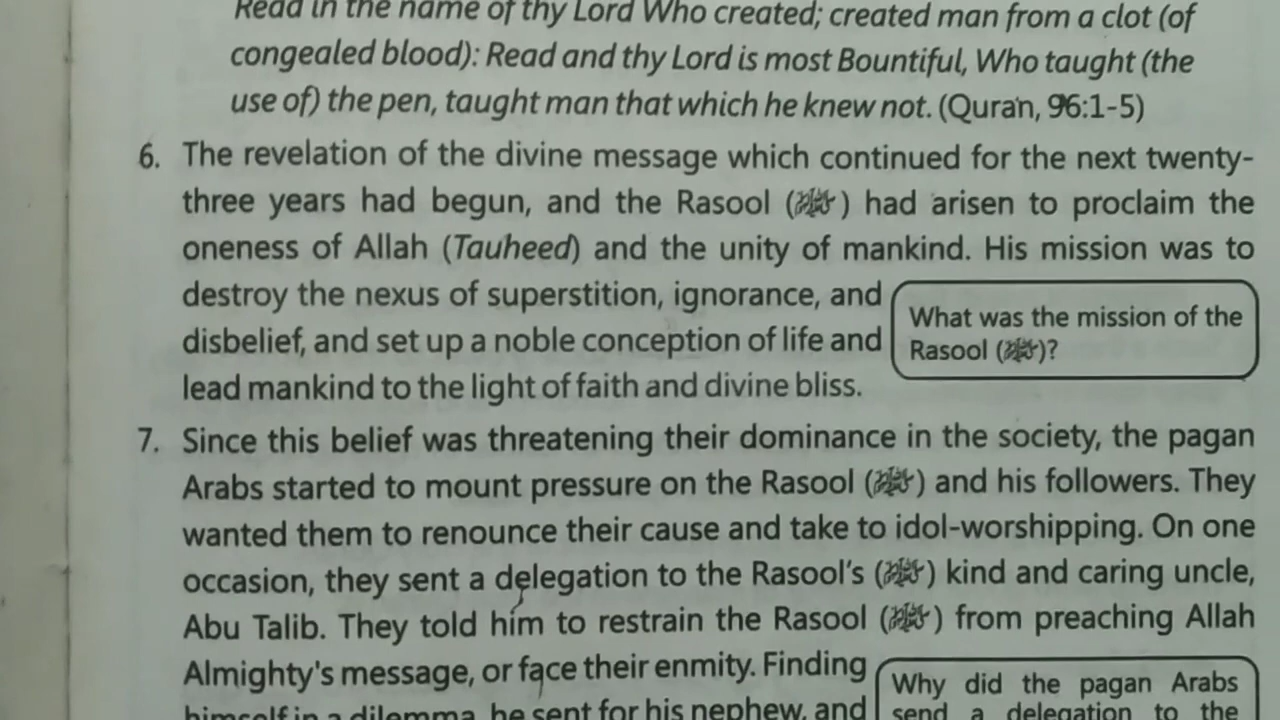 Read in the name of thy Lord Who created; created man from a clot (of
congealed blood): Read and thy Lord is most Bountiful, Who taught (the
use of) the pen, taught man that which he knew not. (Quran, 96:1-5)
6. The revelation of the divine message which continued for the next twenty-
three years had begun, and the Rasool (ﷺ) had arisen to proclaim the
oneness of Allah (Tauheed) and the unity of mankind. His mission was to
destroy the nexus of superstition, ignorance, and
disbelief, and set up a noble conception of life and
lead mankind to the light of faith and divine bliss.
What was the mission of the
Rasool (ﷺ)?
7. Since this belief was threatening their dominance in the society, the pagan
Arabs started to mount pressure on the Rasool (ﷺ) and his followers. They
wanted them to renounce their cause and take to idol-worshipping. On one
occasion, they sent a delegation to the Rasool's (ﷺ) kind and caring uncle,
Abu Talib. They told him to restrain the Rasool (ﷺ) from preaching Allah
Almighty's message, or face their enmity. Finding
himself in a dilemma, he sent for his nephew, and
Why did the pagan Arabs
send a delegation to the